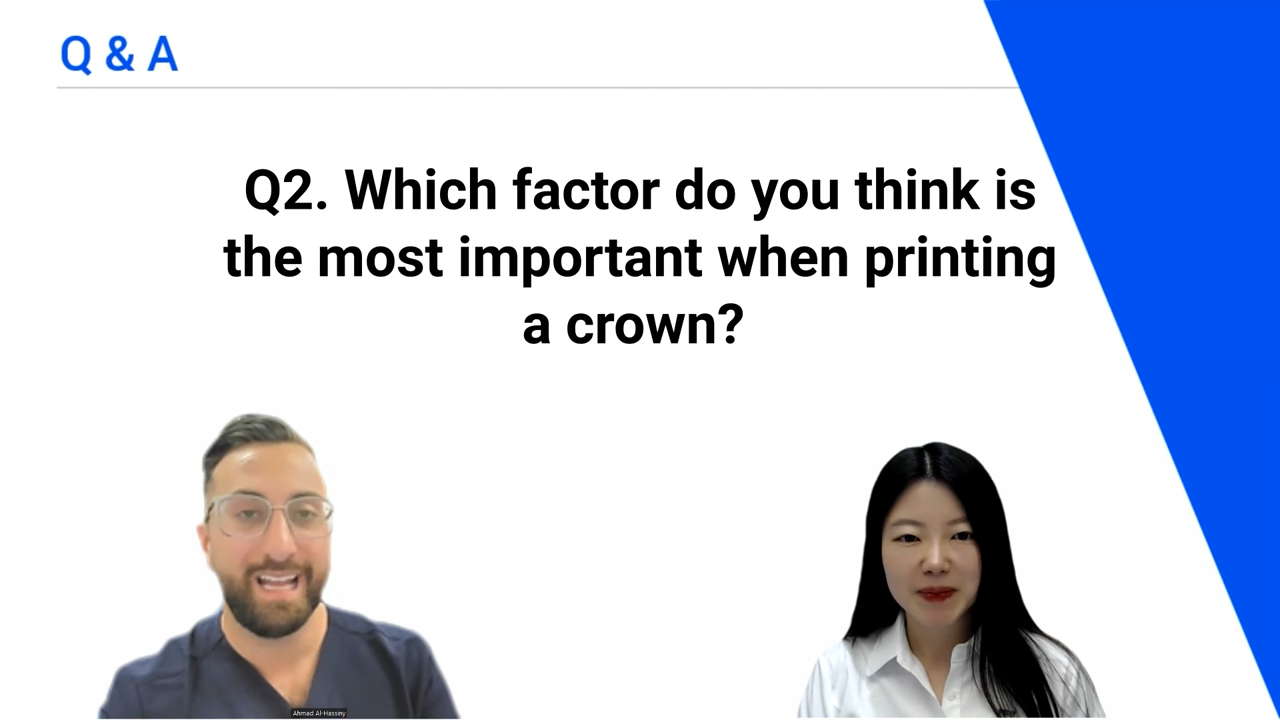 Q & A
Q2. Which factor do you think is
the most important when printing
a crown?
Ahmad Al-Hassiny